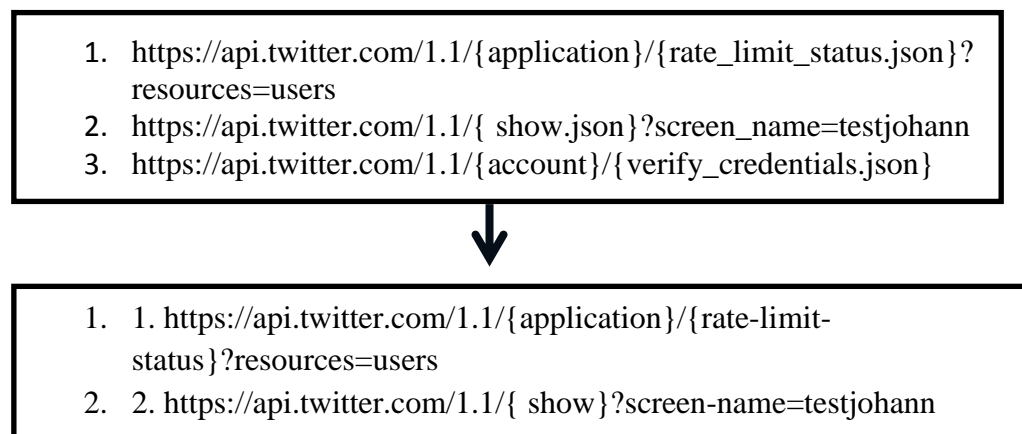 1. https://api.twitter.com/1.1/{application}/{rate_limit_status.json}?
resources=users
2. https://api.twitter.com/1.1/{ show.json}?screen_name=testjohann
3. https://api.twitter.com/1.1/{account}/{verify_credentials.json}
1. 1. https://api.twitter.com/1.1/{application}/{rate-limit-
status}?resources=users
2. 2. https://api.twitter.com/1.1/{ show}?screen-name=testjohann